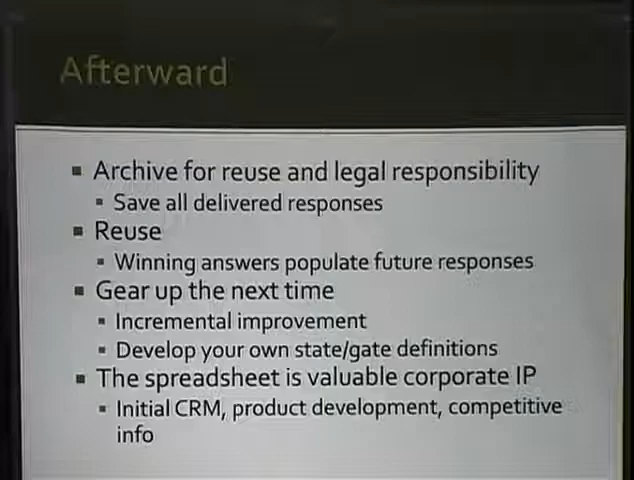 Afterward
Archive for reuse and legal responsibility
Save all delivered responses
Reuse
Winning answers populate future responses
Gear up the next time
Incremental improvement
Develop your own state/gate definitions
The spreadsheet is valuable corporate IP
Initial CRM, product development, competitive
info